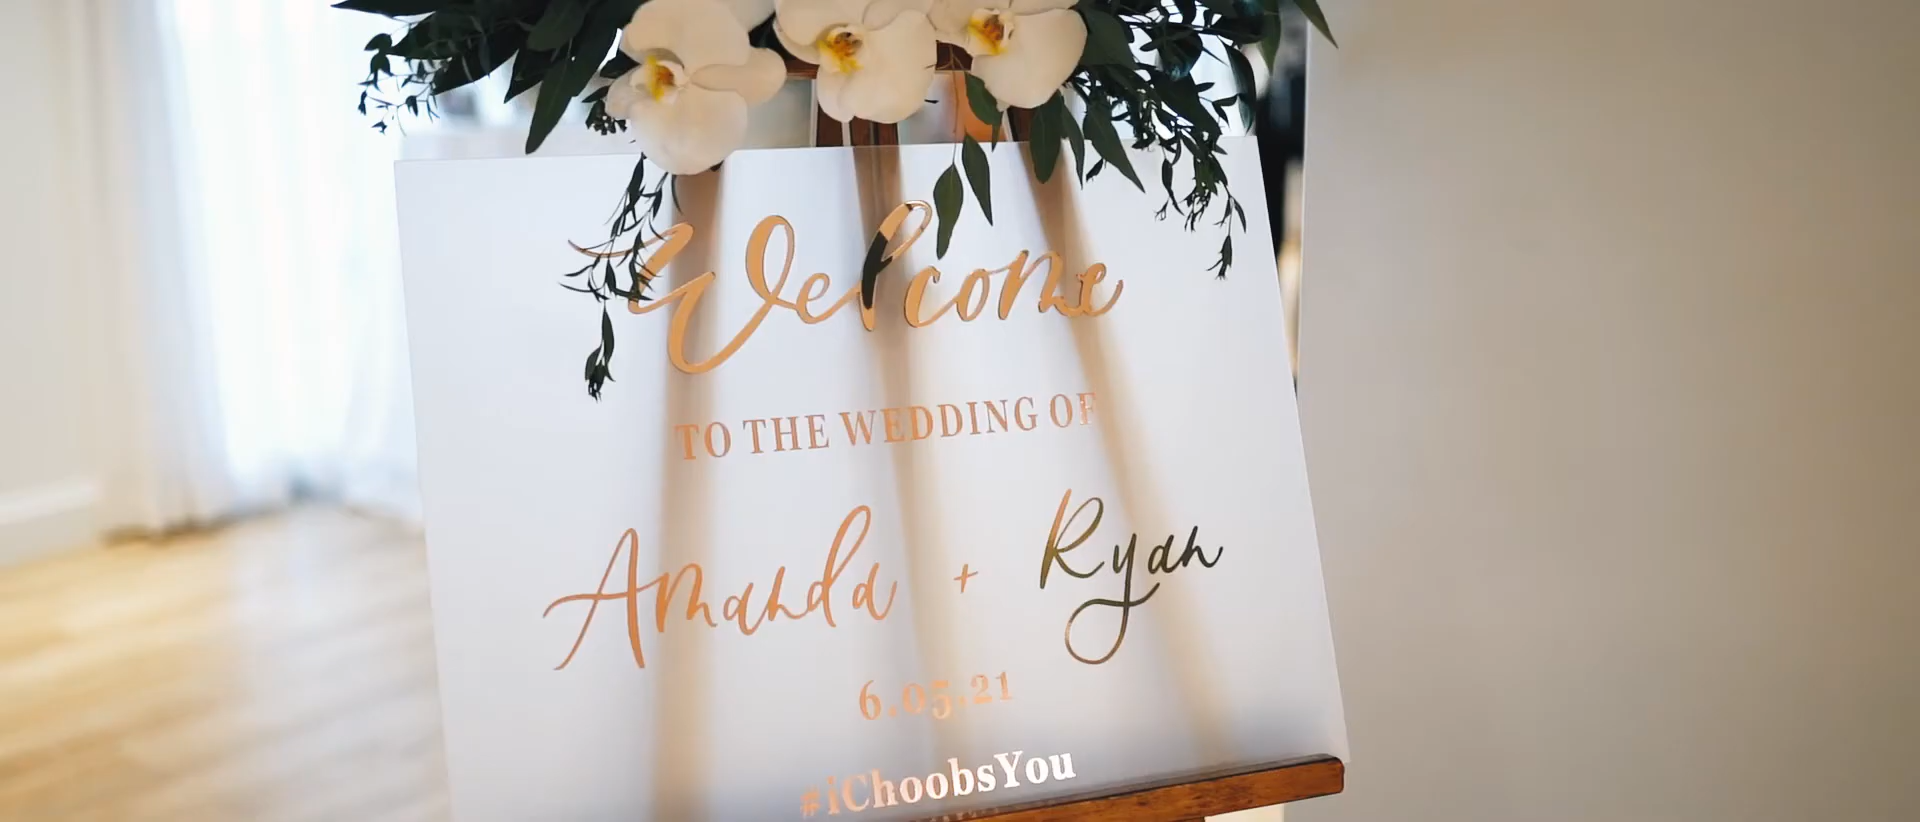 Welcome
TO THE WEDDING OF
Amanda + Ryan
6.05.21
#iChoobsYou